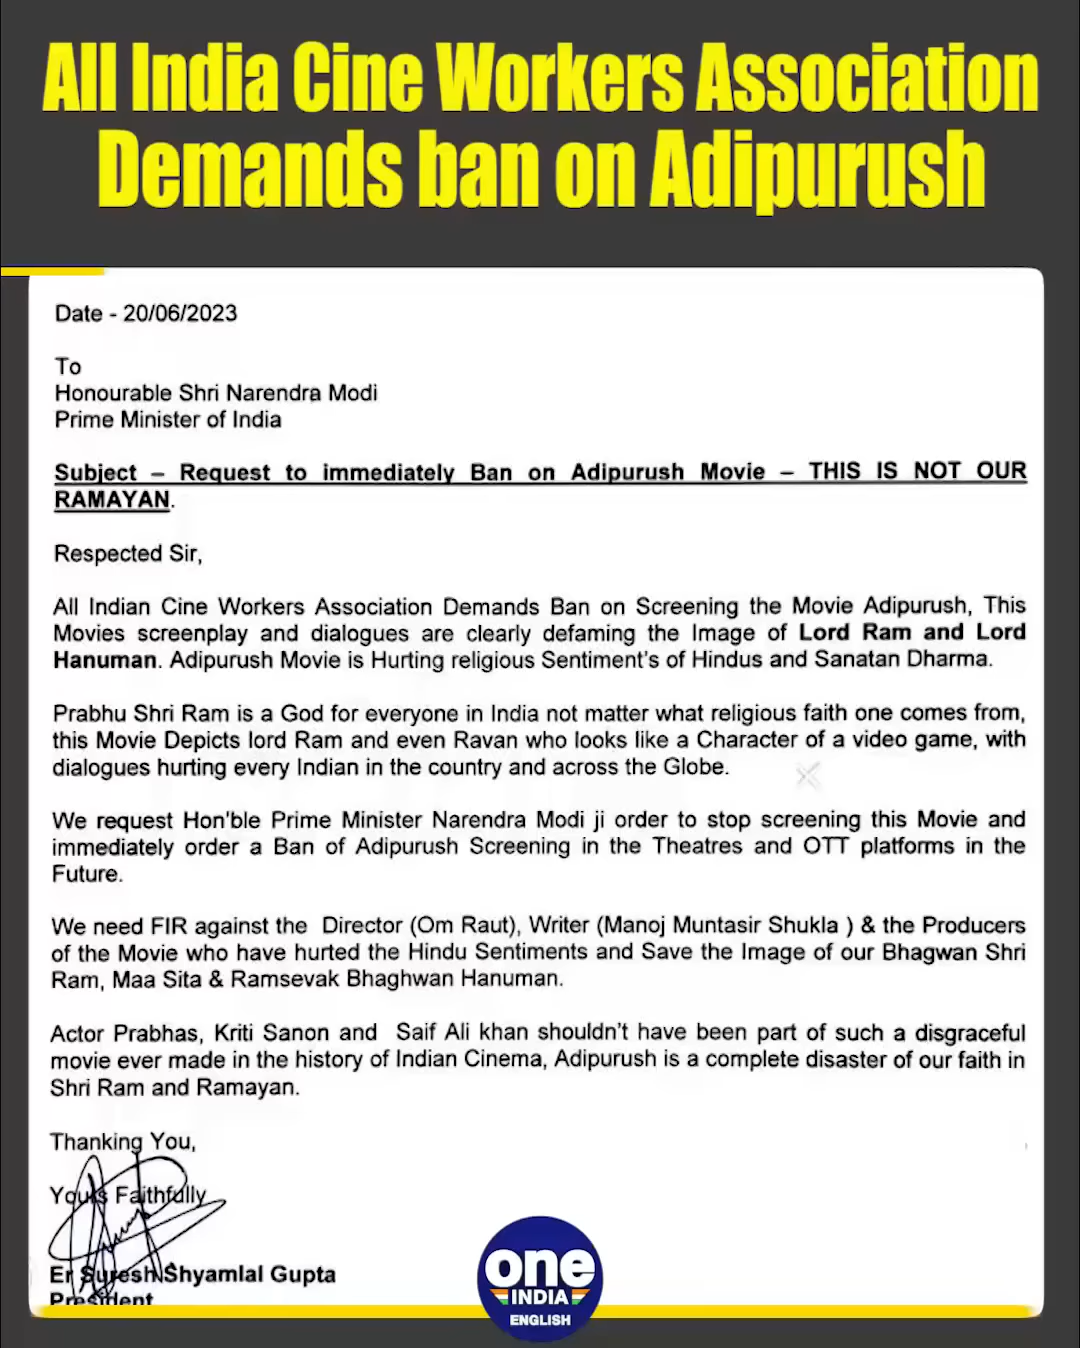 All India Cine Workers Association
Demands ban on Adipurush
Date - 20/06/2023
To
Honourable Shri Narendra Modi
Prime Minister of India
Subject – Request to immediately Ban on Adipurush Movie – THIS IS NOT OUR
RAMAYAN.
Respected Sir,
All Indian Cine Workers Association Demands Ban on Screening the Movie Adipurush, This
Movies screenplay and dialogues are clearly defaming the Image of Lord Ram and Lord
Hanuman. Adipurush Movie is Hurting religious Sentiment's of Hindus and Sanatan Dharma.
Prabhu Shri Ram is a God for everyone in India not matter what religious faith one comes from,
this Movie Depicts lord Ram and even Ravan who looks like a Character of a video game, with
dialogues hurting every Indian in the country and across the Globe.
We request Hon'ble Prime Minister Narendra Modi ji order to stop screening this Movie and
immediately order a Ban of Adipurush Screening in the Theatres and OTT platforms in the
Future.
We need FIR against the Director (Om Raut), Writer (Manoj Muntasir Shukla ) & the Producers
of the Movie who have hurted the Hindu Sentiments and Save the Image of our Bhagwan Shri
Ram, Maa Sita & Ramsevak Bhaghwan Hanuman.
Actor Prabhas, Kriti Sanon and Saif Ali khan shouldn't have been part of such a disgraceful
movie ever made in the history of Indian Cinema, Adipurush is a complete disaster of our faith in
Shri Ram and Ramayan.
Thanking You,
Yours Faithfully
Er Suresh Shyamlal Gupta
President
one
INDIA
ENGLISH